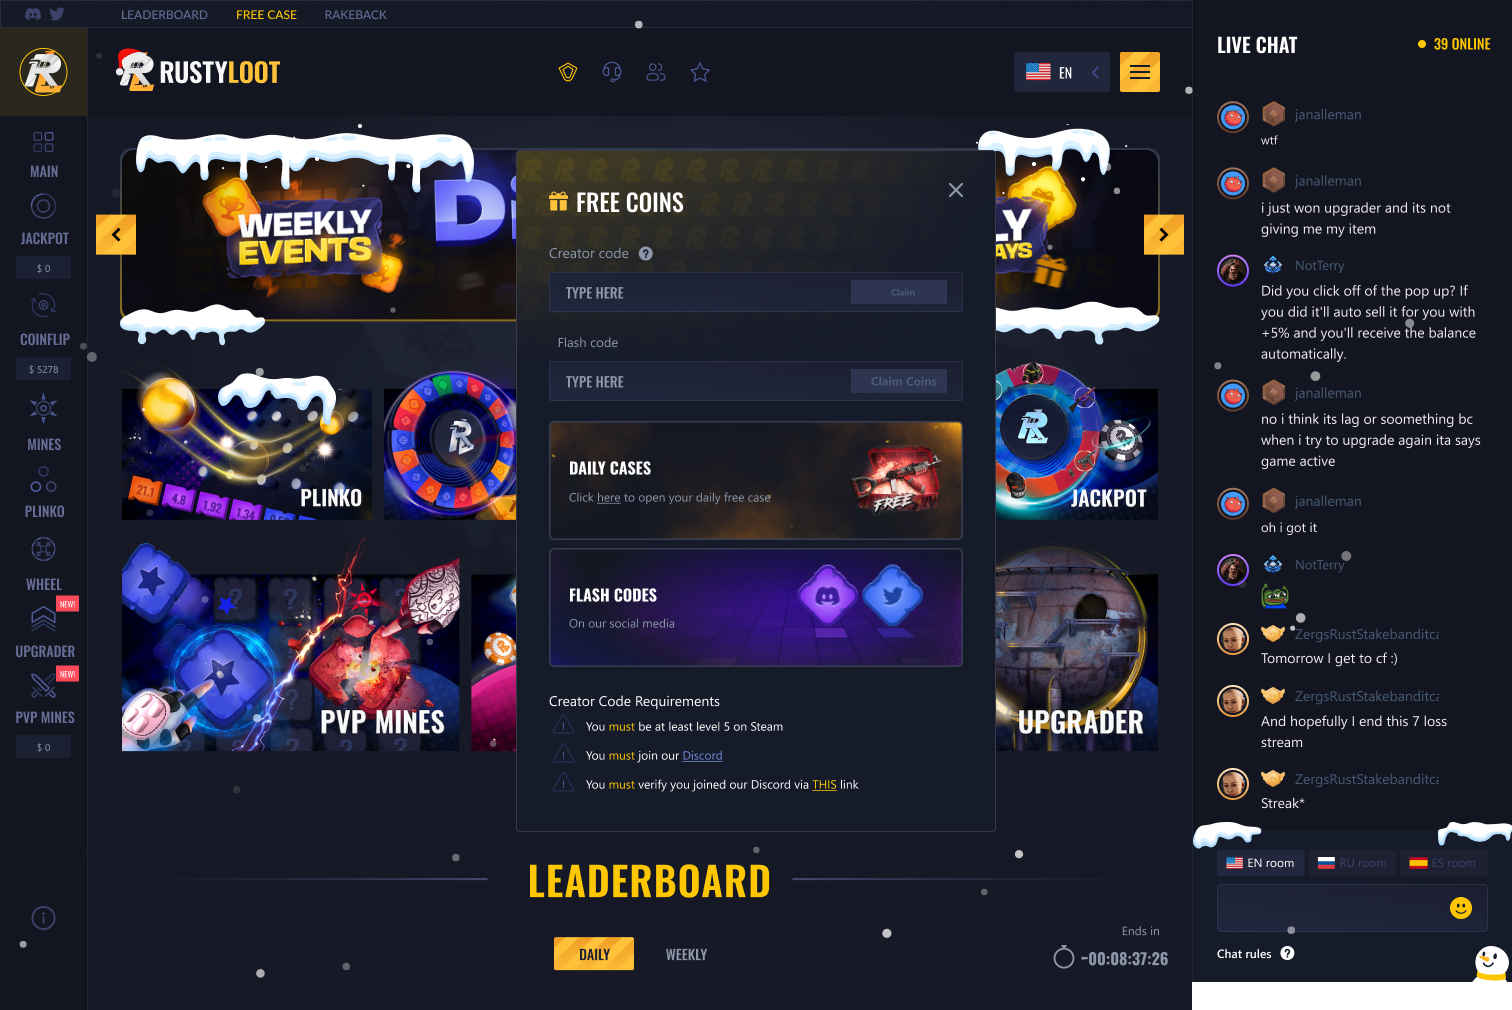 LEADERBOARD
FREE CASE
RAKEBACK
LIVE CHAT
39 ONLINE
RUSTYLOOT
EN
MAIN
JACKPOT
$ 0
COINFLIP
$ 5278
MINES
PLINKO
WHEEL
NEW!
UPGRADER
NEW!
PVP MINES
$ 0
WEEKLY
EVENTS
FREE COINS
Creator code
TYPE HERE
Claim
Flash code
TYPE HERE
Claim Coins
DAILY CASES
Click here to open your daily free case
FREE
FLASH CODES
On our social media
Creator Code Requirements
You must be at least level 5 on Steam
You must join our Discord
You must verify you joined our Discord via THIS link
21.1
4.8
1.92
1.34
PLINKO
JACKPOT
PVP MINES
UPGRADER
LEADERBOARD
DAILY
WEEKLY
Ends in
~00:08:37:26
janalleman
wtf
janalleman
i just won upgrader and its not
giving me my item
NotTerry
Did you click off of the pop up? If
you did it'll auto sell it for you with
+5% and you'll receive the balance
automatically.
janalleman
no i think its lag or soomething bc
when i try to upgrade again ita says
game active
janalleman
oh i got it
NotTerry
ZergsRustStakebanditca
Tomorrow I get to cf :)
ZergsRustStakebanditca
And hopefully I end this 7 loss
stream
ZergsRustStakebanditca
Streak*
EN room
RU room
ES room
Chat rules